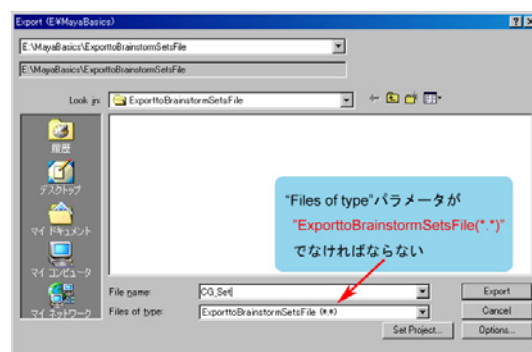 Export (E:¥MayaBasics)
E:\MayaBasics\ExporttoBrainstormSetsFile
E:\MayaBasics\ExporttoBrainstormSetsFile
Look in:
ExporttoBrainstormSetsFile
履歴
デスクトップ
マイ ドキュメント
マイ コンピュータ
マイ ネットワーク
"Files of type"パラメータが
"ExporttoBrainstormSetsFile(*.*)"
でなければならない
File name:
CG_Set
Export
Files of type:
ExporttoBrainstormSetsFile (*.*)
Cancel
Set Project...
Options...